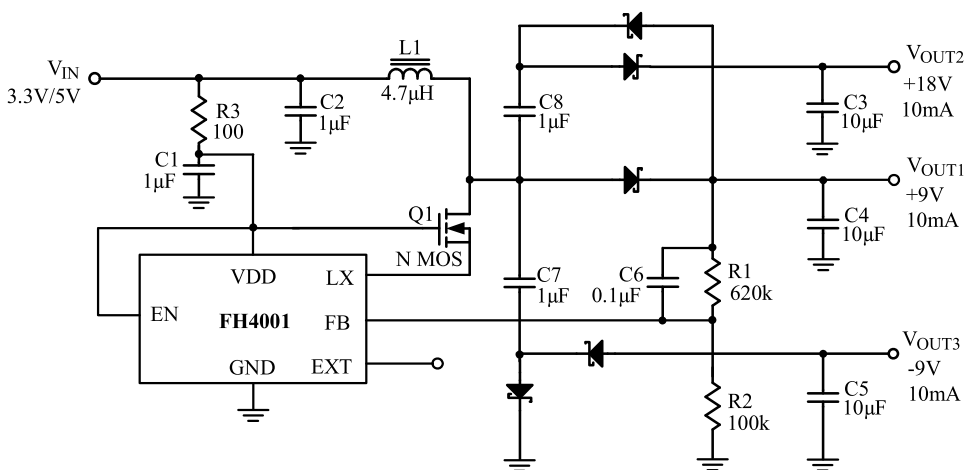 L1
4.7μH
VIN
3.3V/5V
R3
100
C2
1μF
C1
1μF
C8
1μF
VOUT2
+18V
10mA
C3
10μF
VOUT1
+9V
10mA
C4
10μF
Q1
N MOS
C7
1μF
C6
0.1μF
R1
620k
VDD
LX
EN
FH4001
FB
GND
EXT
VOUT3
-9V
10mA
C5
10μF
R2
100k